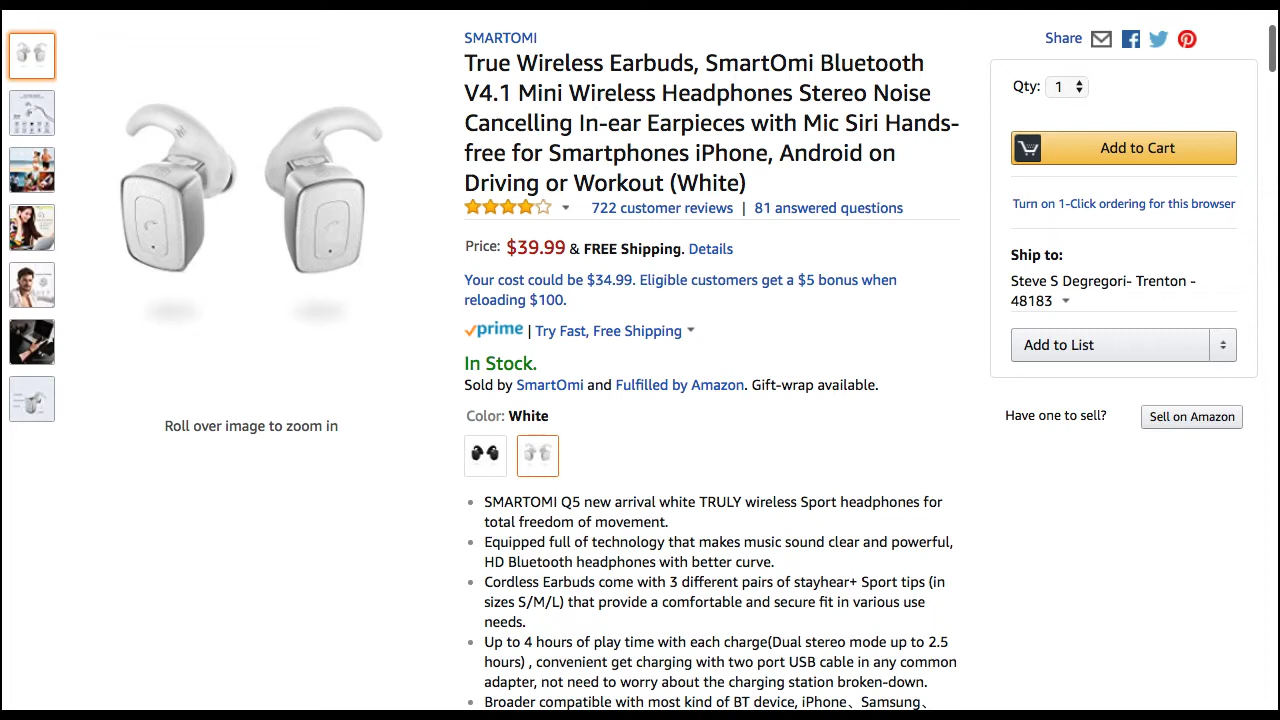 SMARTOMI
True Wireless Earbuds, SmartOmi Bluetooth
V4.1 Mini Wireless Headphones Stereo Noise
Cancelling In-ear Earpieces with Mic Siri Hands-
free for Smartphones iPhone, Android on
Driving or Workout (White)
722 customer reviews | 81 answered questions
Price: $39.99 & FREE Shipping. Details
Your cost could be $34.99. Eligible customers get a $5 bonus when
reloading $100.
prime | Try Fast, Free Shipping
In Stock.
Sold by SmartOmi and Fulfilled by Amazon. Gift-wrap available.
Color: White
SMARTOMI Q5 new arrival white TRULY wireless Sport headphones for
total freedom of movement.
Equipped full of technology that makes music sound clear and powerful,
HD Bluetooth headphones with better curve.
Cordless Earbuds come with 3 different pairs of stayhear+ Sport tips (in
sizes S/M/L) that provide a comfortable and secure fit in various use
needs.
Up to 4 hours of play time with each charge(Dual stereo mode up to 2.5
hours) , convenient get charging with two port USB cable in any common
adapter, not need to worry about the charging station broken-down.
Broader compatible with most kind of BT device, iPhone、Samsung、
Roll over image to zoom in
Share
Qty: 1
Add to Cart
Turn on 1-Click ordering for this browser
Ship to:
Steve S Degregori- Trenton -
48183
Add to List
Have one to sell?
Sell on Amazon